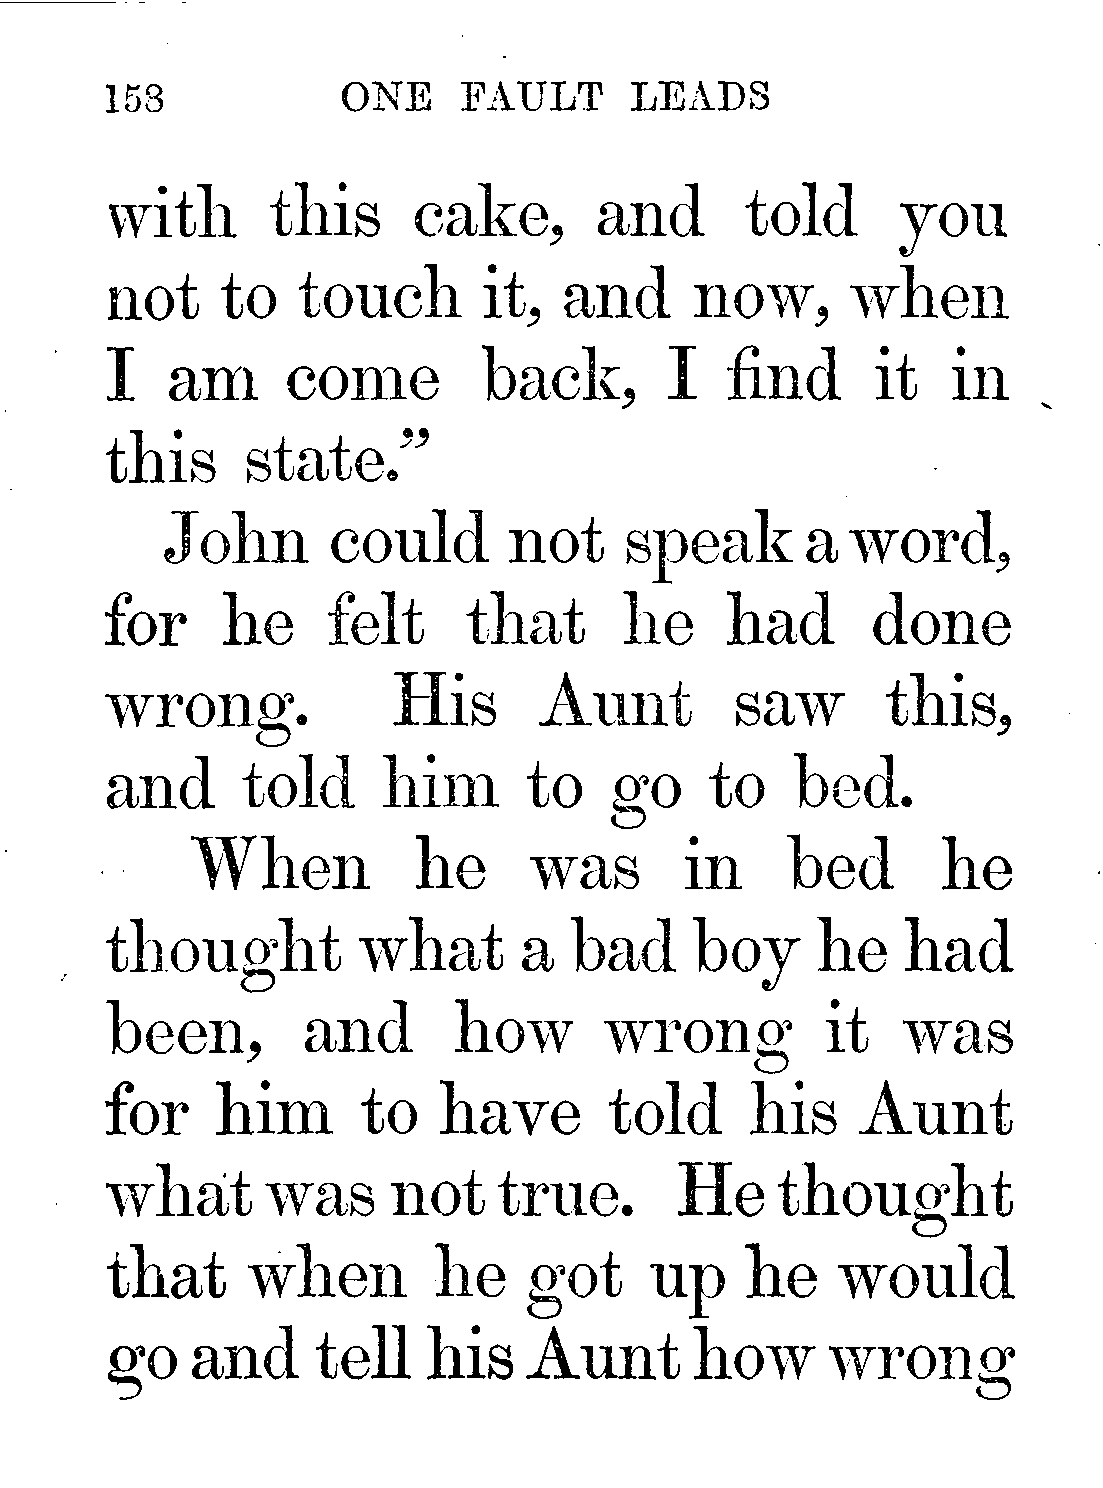 158 ONE FAULT LEADS
with this cake, and told you
not to touch it, and now, when
I am come back, I find it in
this state.”
John could not speak a word,
for he felt that he had done
wrong. His Aunt saw this,
and told him to go to bed.
When he was in bed he
thought what a bad boy he had
been, and how wrong it was
for him to have told his Aunt
what was not true. He thought
that when he got up he would
go and tell his Aunt how wrong